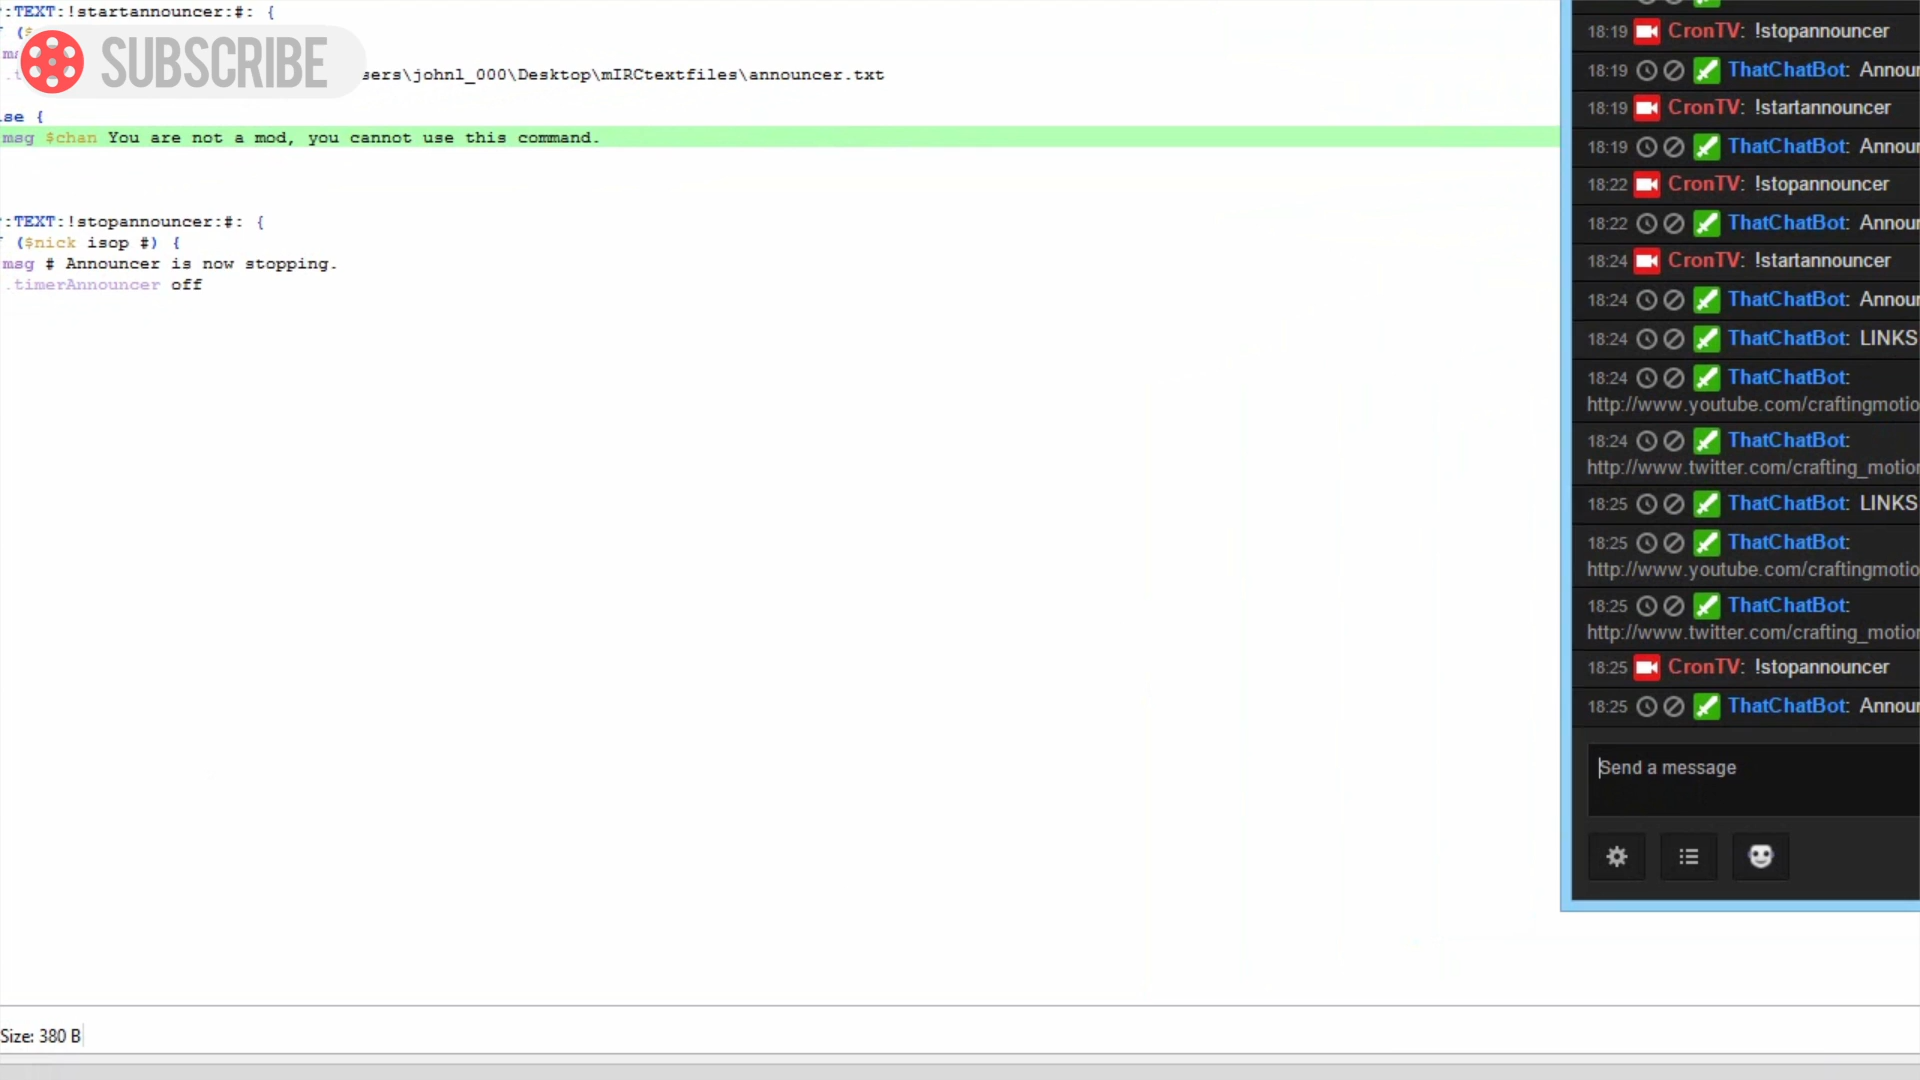 :TEXT:!startannouncer:#: {
SUBSCRIBE
sers\johnl_000\Desktop\mIRCtextfiles\announcer.txt
se {
msg $chan You are not a mod, you cannot use this command.
:TEXT:!stopannouncer:#: {
($nick isop #) {
msg # Announcer is now stopping.
.timerAnnouncer off
Size: 380 B
18:19 CronTV: !stopannouncer
18:19 ThatChatBot: Annou
18:19 CronTV: !startannouncer
18:19 ThatChatBot: Annou
18:22 CronTV: !stopannouncer
18:22 ThatChatBot: Annou
18:24 CronTV: !startannouncer
18:24 ThatChatBot: Annou
18:24 ThatChatBot: LINKS
18:24 ThatChatBot:
http://www.youtube.com/craftingmotio
18:24 ThatChatBot:
http://www.twitter.com/crafting_motio
18:25 ThatChatBot: LINKS
18:25 ThatChatBot:
http://www.youtube.com/craftingmotio
18:25 ThatChatBot:
http://www.twitter.com/crafting_motio
18:25 CronTV: !stopannouncer
18:25 ThatChatBot: Annou
Send a message